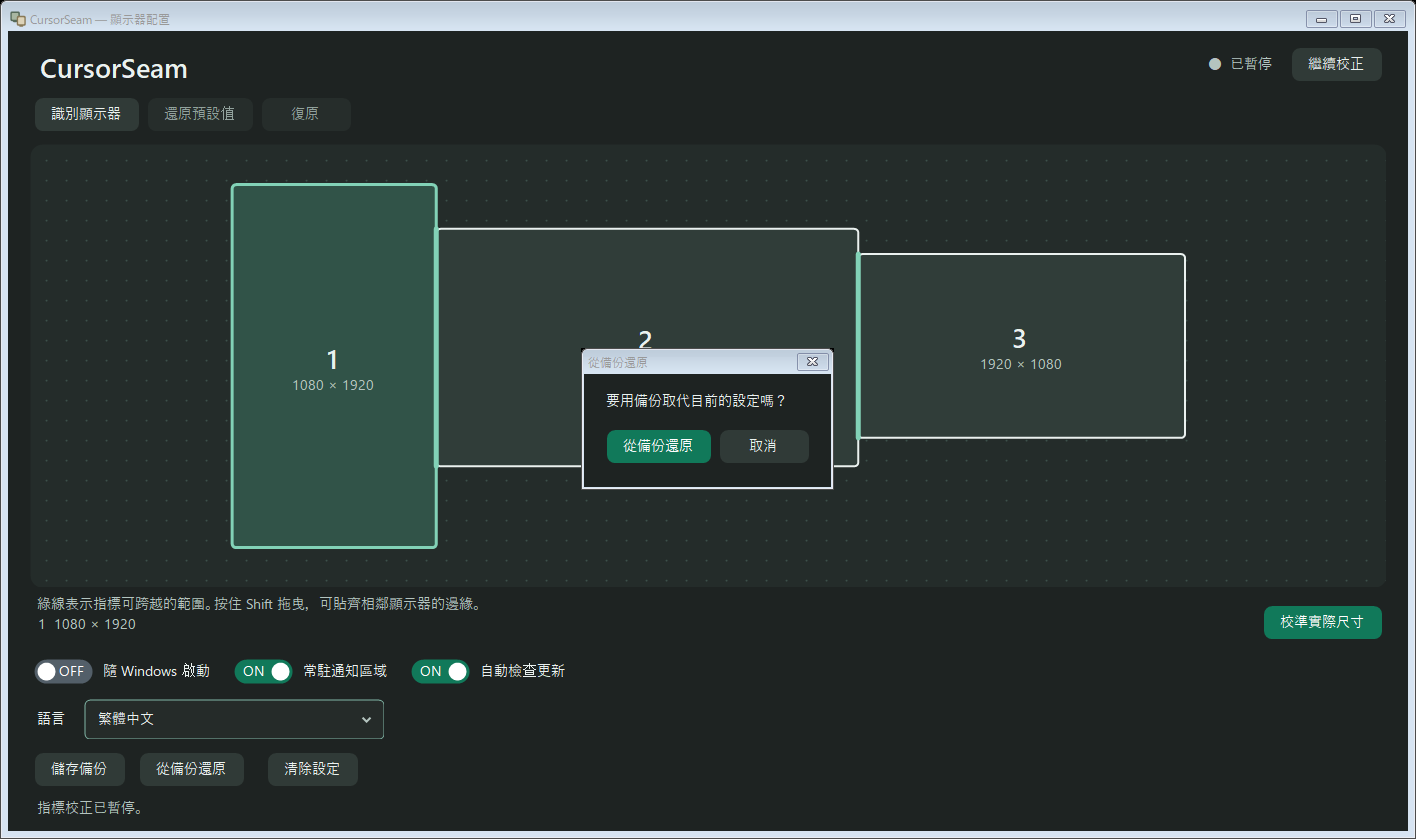 CursorSeam — 顯示器配置
CursorSeam
已暫停
繼續校正
識別顯示器
還原預設值
復原
1
1080 × 1920
2
3
1920 × 1080
從備份還原
要用備份取代目前的設定嗎？
從備份還原
取消
綠線表示指標可跨越的範圍。按住 Shift 拖曳，可貼齊相鄰顯示器的邊緣。
1 1080 × 1920
校準實際尺寸
OFF 隨 Windows 啟動
ON 常駐通知區域
ON 自動檢查更新
語言
繁體中文
儲存備份
從備份還原
清除設定
指標校正已暫停。